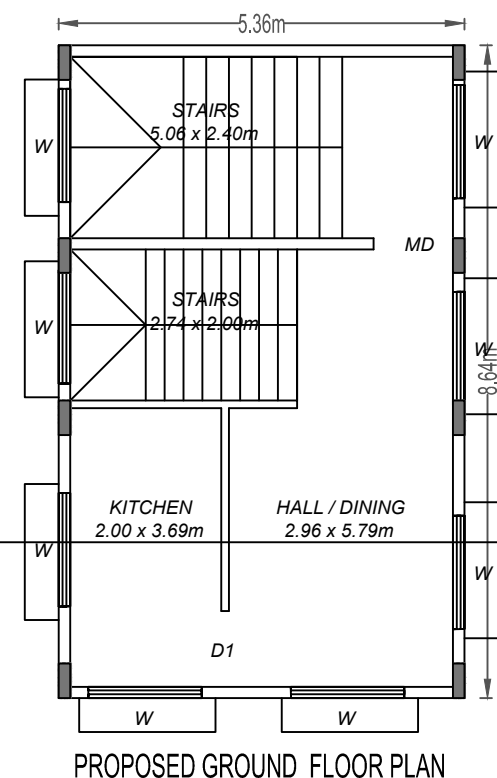 5.36m
STAIRS
5.06 x 2.40m
W
W
MD
STAIRS
2.74 x 2.00m
W
W
8.64m
KITCHEN
2.00 x 3.69m
HALL / DINING
2.96 x 5.79m
W
W
D1
W
W
PROPOSED GROUND FLOOR PLAN